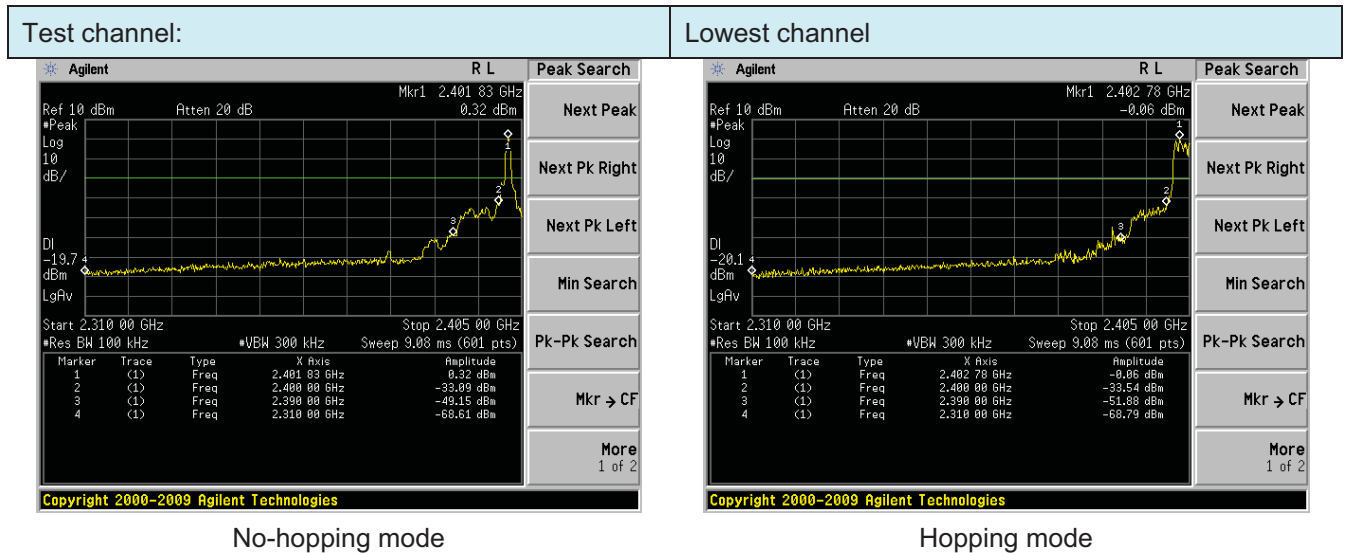 Test channel:
Lowest channel
Agilent
R L
Peak Search
Mkr1 2.401 83 GHz
Ref 10 dBm
Atten 20 dB
0.32 dBm
#Peak
Log
10
dB/
1
2
3
4
DI
-19.7
dBm
LgAv
Start 2.310 00 GHz
Stop 2.405 00 GHz
#Res BW 100 kHz
#VBW 300 kHz
Sweep 9.08 ms (601 pts)
Marker Trace Type X Axis Amplitude
1 (1) Freq 2.401 83 GHz 0.32 dBm
2 (1) Freq 2.400 00 GHz -33.09 dBm
3 (1) Freq 2.390 00 GHz -49.15 dBm
4 (1) Freq 2.310 00 GHz -68.61 dBm
Next Peak
Next Pk Right
Next Pk Left
Min Search
Pk-Pk Search
Mkr → CF
More
1 of 2
Copyright 2000-2009 Agilent Technologies
No-hopping mode
Agilent
R L
Peak Search
Mkr1 2.402 78 GHz
Ref 10 dBm
Atten 20 dB
-0.06 dBm
#Peak
Log
10
dB/
1
2
3
4
DI
-20.1
dBm
LgAv
Start 2.310 00 GHz
Stop 2.405 00 GHz
#Res BW 100 kHz
#VBW 300 kHz
Sweep 9.08 ms (601 pts)
Marker Trace Type X Axis Amplitude
1 (1) Freq 2.402 78 GHz -0.06 dBm
2 (1) Freq 2.400 00 GHz -33.54 dBm
3 (1) Freq 2.390 00 GHz -51.88 dBm
4 (1) Freq 2.310 00 GHz -68.79 dBm
Next Peak
Next Pk Right
Next Pk Left
Min Search
Pk-Pk Search
Mkr → CF
More
1 of 2
Copyright 2000-2009 Agilent Technologies
Hopping mode